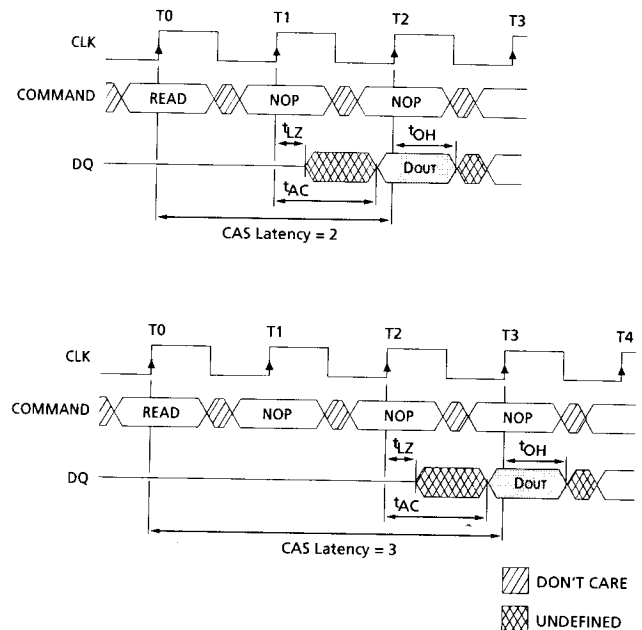 T0 T1 T2 T3
CLK
COMMAND READ NOP NOP
tLZ tOH
DQ DOUT
tAC
CAS Latency = 2
T0 T1 T2 T3 T4
CLK
COMMAND READ NOP NOP NOP
tLZ tOH
DQ DOUT
tAC
CAS Latency = 3
DON'T CARE
UNDEFINED